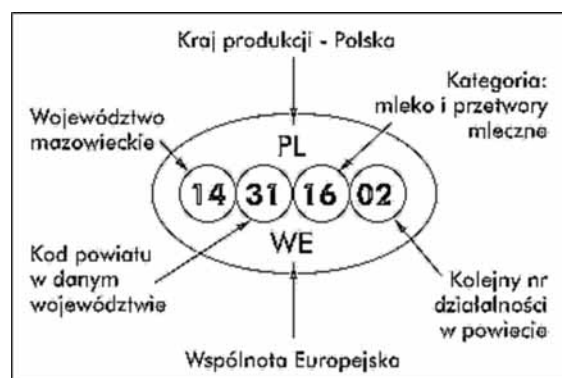 Kraj produkcji - Polska
Kategoria:
mleko i przetwory
mleczne
Województwo
mazowieckie
PL
14 31 16 02
WE
Kod powiatu
w danym
województwie
Kolejny nr
działalności
w powiecie
Wspólnota Europejska